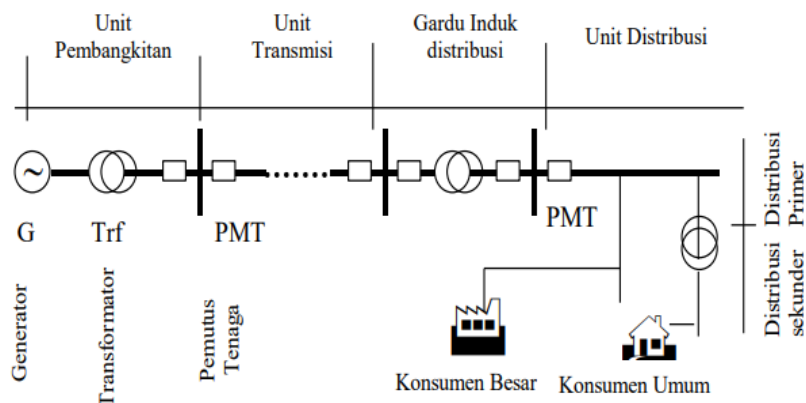 Unit
Pembangkitan
Unit
Transmisi
Gardu Induk
distribusi
Unit Distribusi
~
G
Trf
PMT
PMT
Generator
Transformator
Pemutus
Tenaga
Distribusi
Primer
Distribusi
sekunder
Konsumen Besar
Konsumen Umum